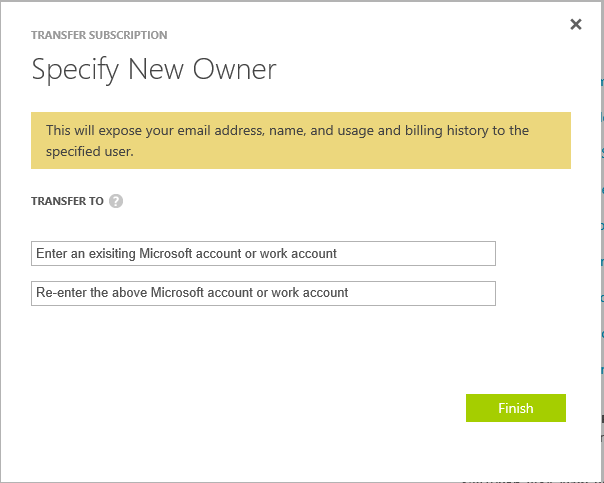 TRANSFER SUBSCRIPTION
Specify New Owner
This will expose your email address, name, and usage and billing history to the
specified user.
TRANSFER TO ?
Enter an exisiting Microsoft account or work account
Re-enter the above Microsoft account or work account
Finish